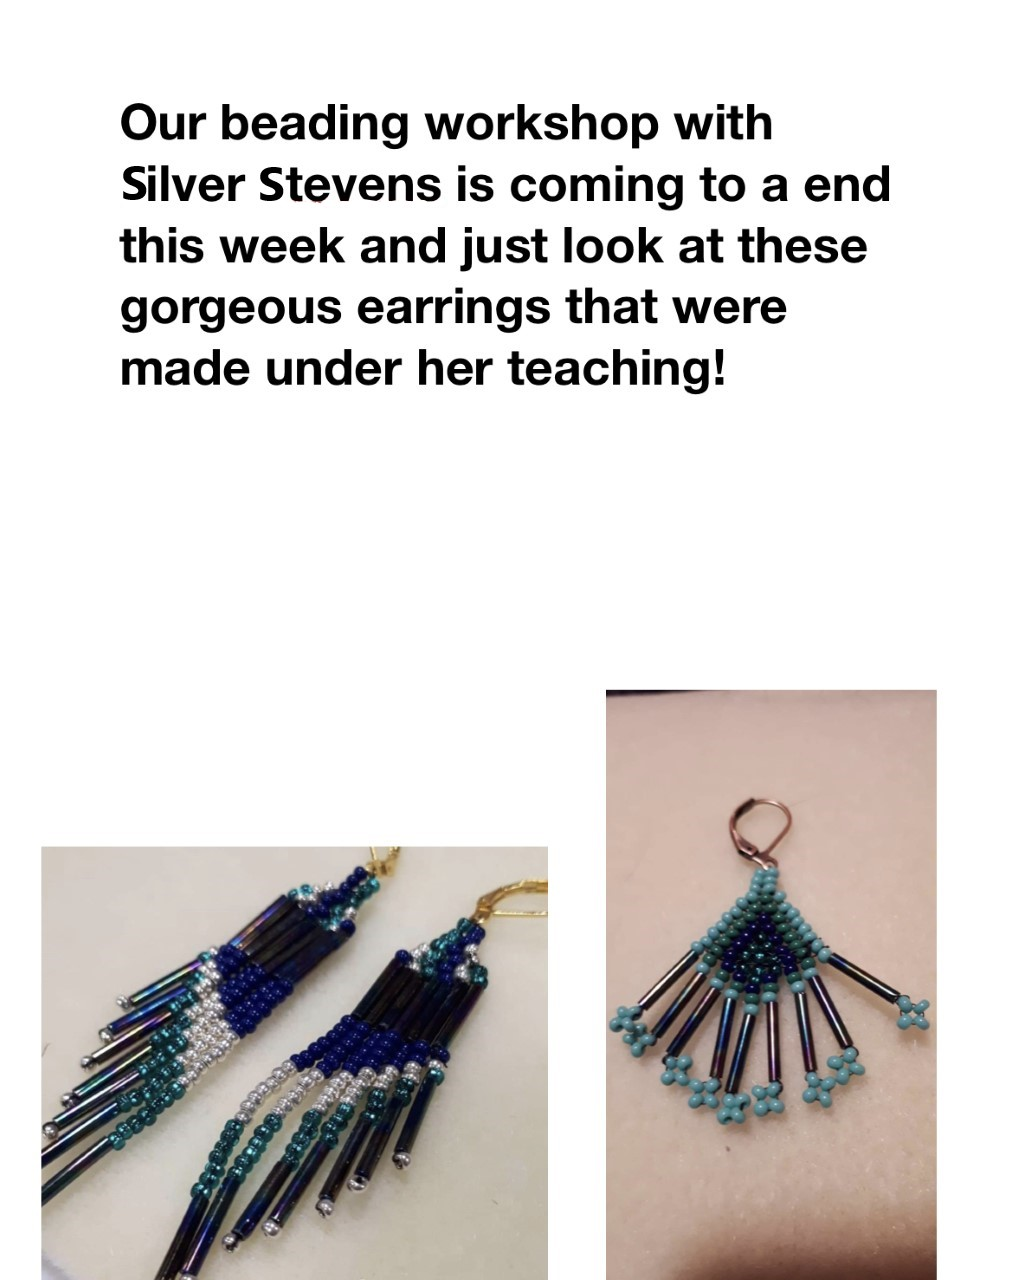 Our beading workshop with
Silver Stevens is coming to a end
this week and just look at these
gorgeous earrings that were
made under her teaching!